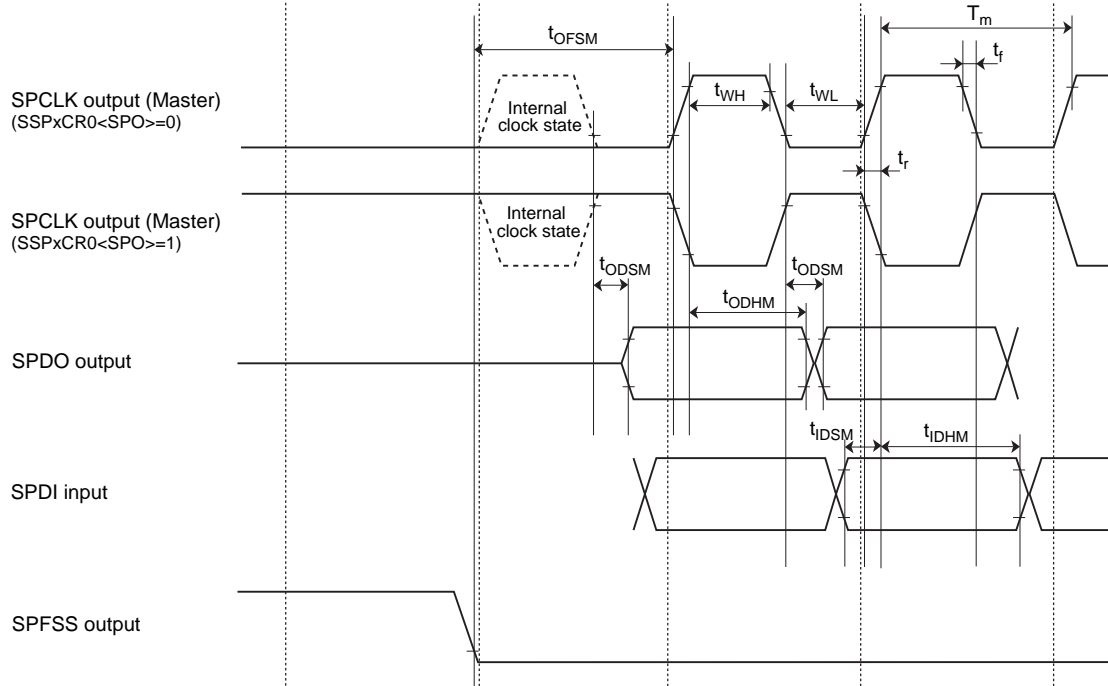 t_OFSM
T_m
t_f
SPCLK output (Master)
(SSPxCR0<SPO>=0)
Internal
clock state
t_WH
t_WL
t_r
SPCLK output (Master)
(SSPxCR0<SPO>=1)
Internal
clock state
t_ODSM
t_ODSM
t_ODHM
SPDO output
t_IDSM
t_IDHM
SPDI input
SPFSS output